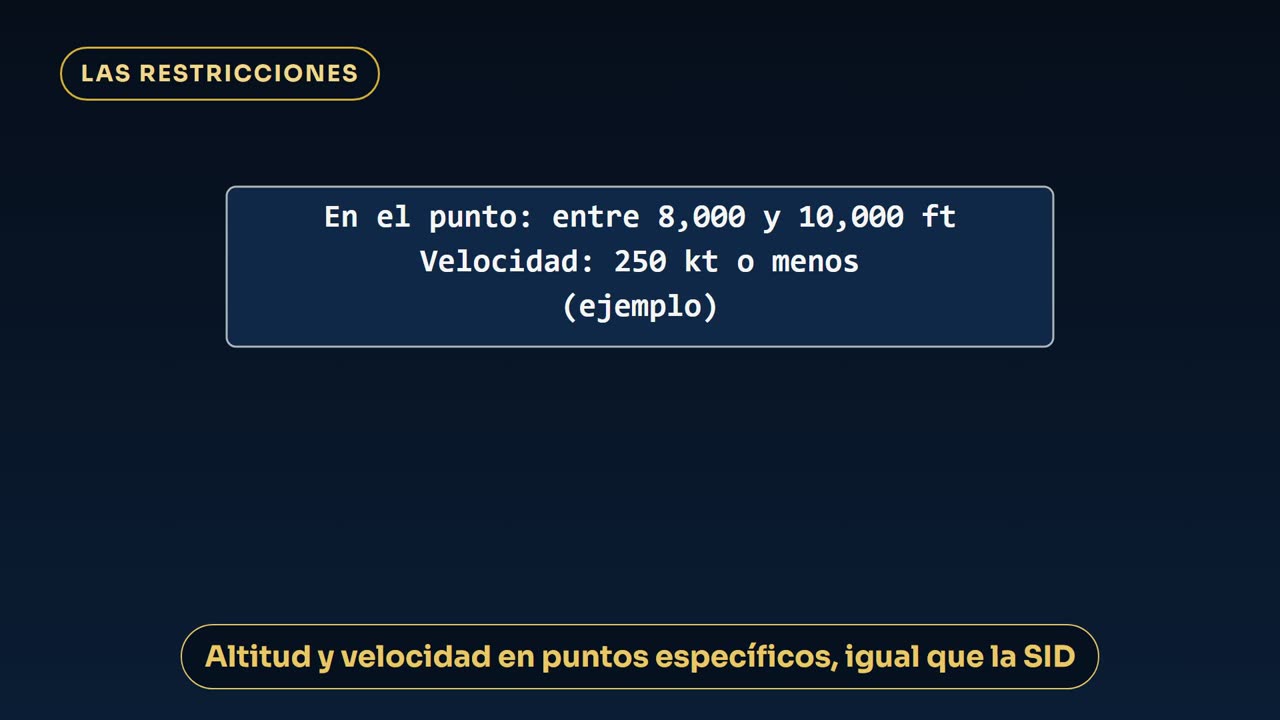 LAS RESTRICCIONES
En el punto: entre 8,000 y 10,000 ft
Velocidad: 250 kt o menos
(ejemplo)
Altitud y velocidad en puntos específicos, igual que la SID